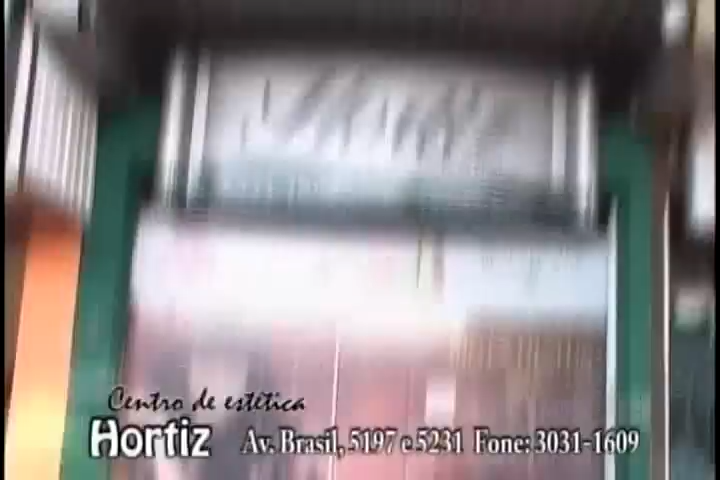 Centro de estética
Hortiz Av. Brasil, 5197 e 5231 Fone: 3031-1609